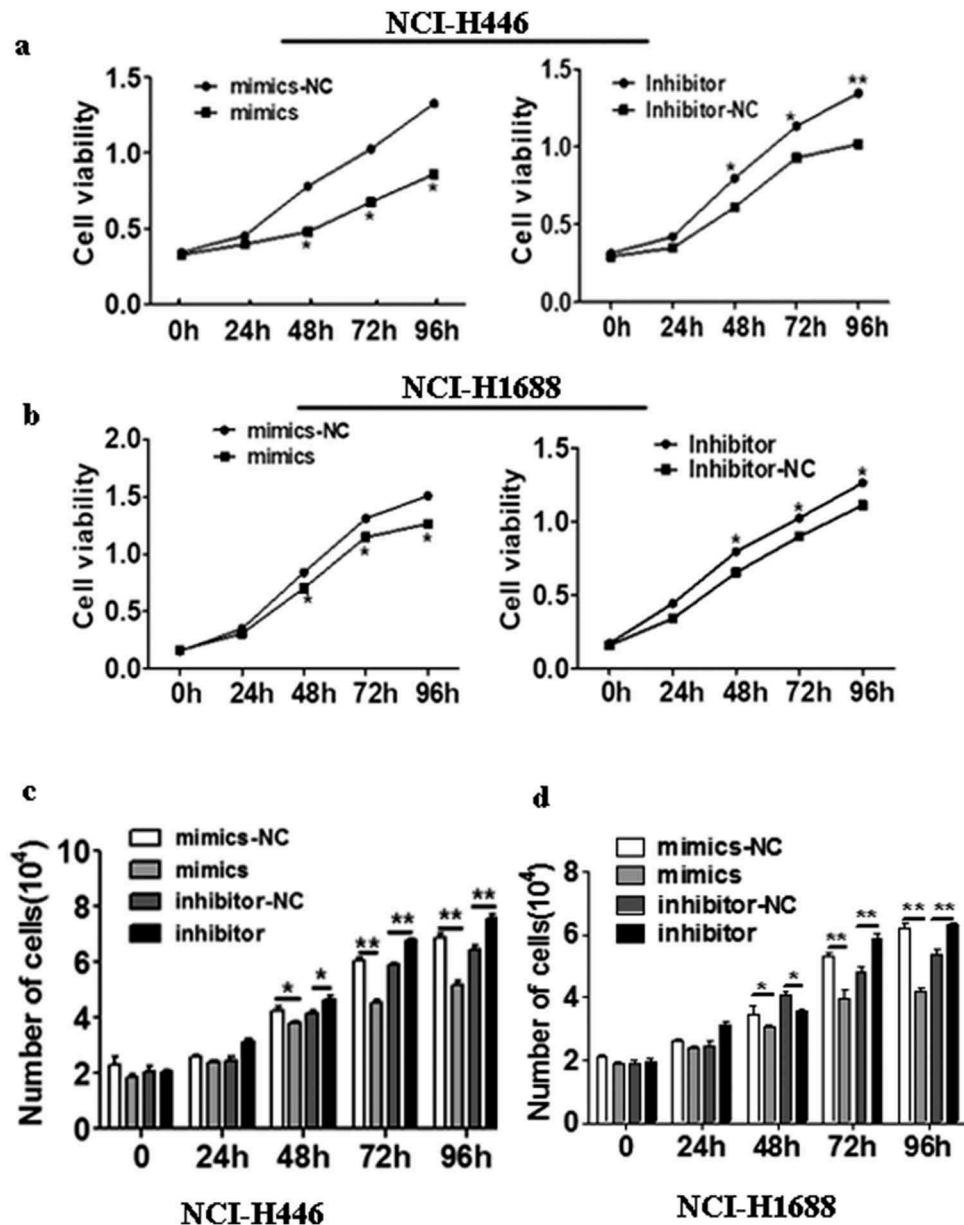 NCI-H446
a
mimics-NC
mimics
Cell viability
1.5
1.0
0.5
0.0
0h 24h 48h 72h 96h
* * *
Inhibitor
Inhibitor-NC
Cell viability
1.5
1.0
0.5
0.0
0h 24h 48h 72h 96h
* * **
NCI-H1688
b
mimics-NC
mimics
Cell viability
2.0
1.5
1.0
0.5
0.0
0h 24h 48h 72h 96h
* * *
Inhibitor
Inhibitor-NC
Cell viability
1.5
1.0
0.5
0.0
0h 24h 48h 72h 96h
* * *
c
mimics-NC
mimics
inhibitor-NC
inhibitor
Number of cells(10⁴)
10
8
6
4
2
0
* * ** ** ** **
0 24h 48h 72h 96h
NCI-H446
d
mimics-NC
mimics
inhibitor-NC
inhibitor
Number of cells(10⁴)
8
6
4
2
0
* * ** ** ** **
0 24h 48h 72h 96h
NCI-H1688